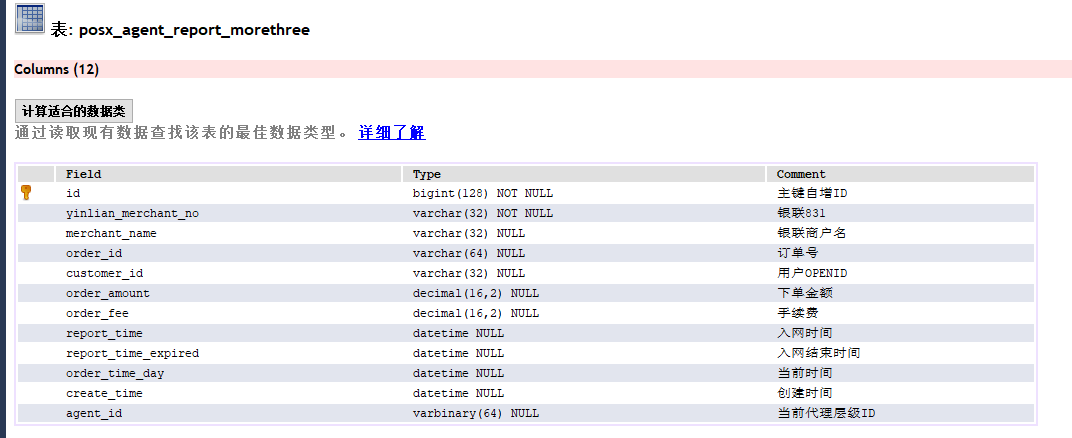 表: posx_agent_report_morethree
Columns (12)
计算适合的数据类
通过读取现有数据查找该表的最佳数据类型。 详细了解
Field Type Comment
id bigint(128) NOT NULL 主键自增ID
yinlian_merchant_no varchar(32) NOT NULL 银联831
merchant_name varchar(32) NULL 银联商户名
order_id varchar(64) NULL 订单号
customer_id varchar(32) NULL 用户OPENID
order_amount decimal(16,2) NULL 下单金额
order_fee decimal(16,2) NULL 手续费
report_time datetime NULL 入网时间
report_time_expired datetime NULL 入网结束时间
order_time_day datetime NULL 当前时间
create_time datetime NULL 创建时间
agent_id varbinary(64) NULL 当前代理层级ID